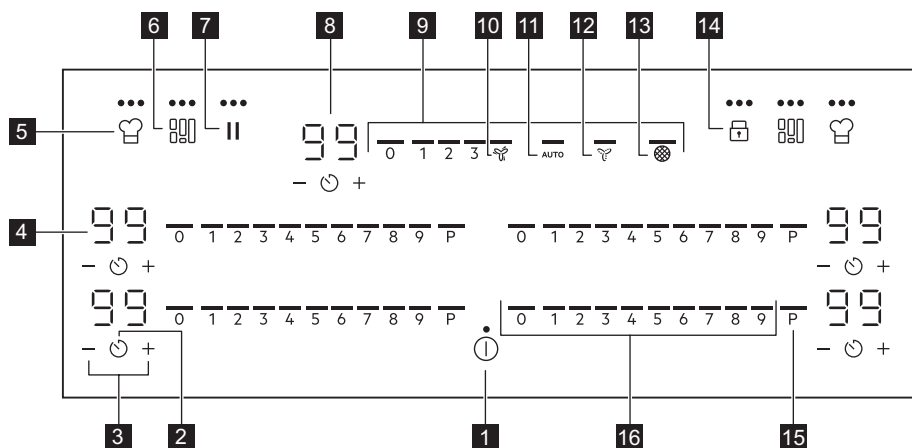 6 7 8 9 10 11 12 13 14
5
99 0 1 2 3 AUTO
− +
4 99 0 1 2 3 4 5 6 7 8 9 P 0 1 2 3 4 5 6 7 8 9 P 99
− + − +
99 0 1 2 3 4 5 6 7 8 9 P 0 1 2 3 4 5 6 7 8 9 P 99
− + − +
3 2 1 16 15